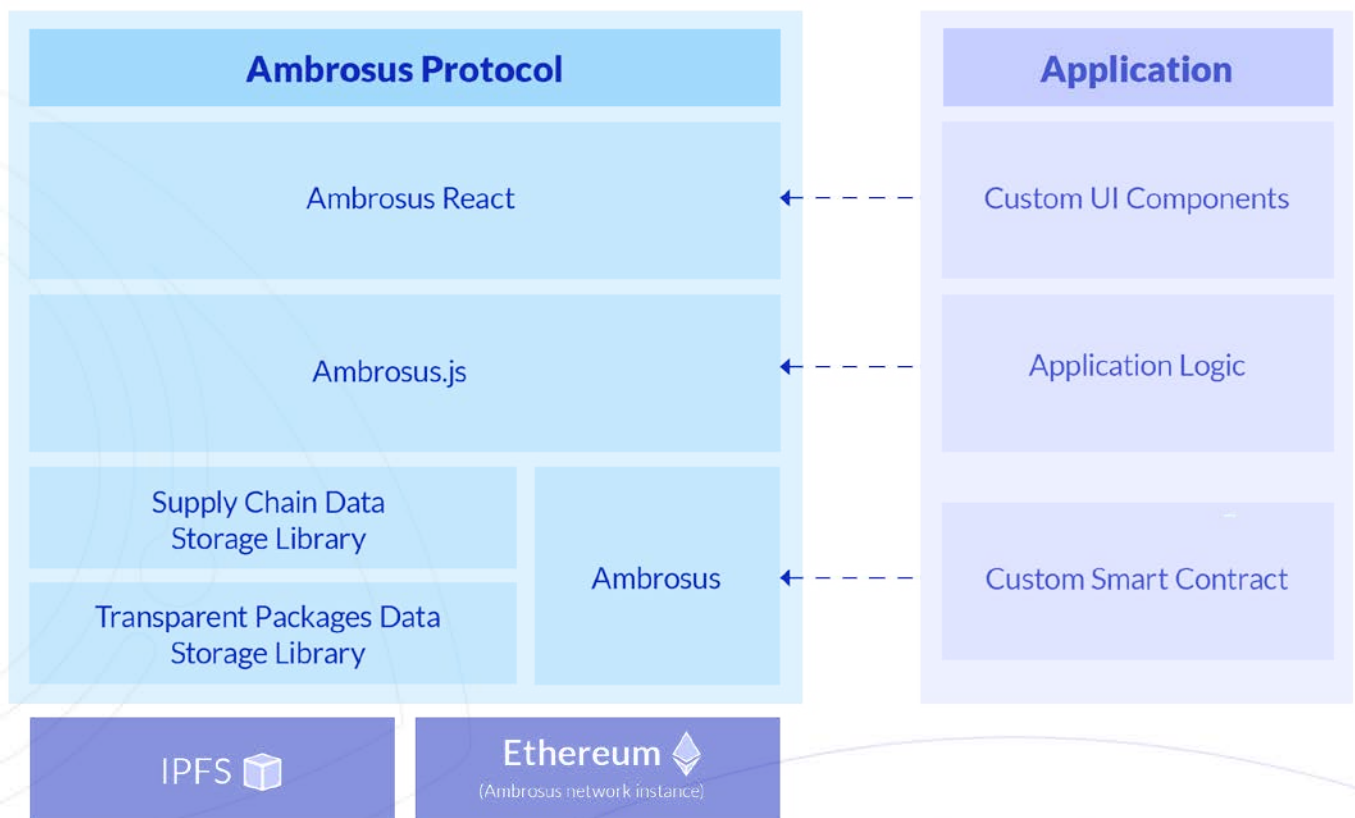 Ambrosus Protocol
Application
Ambrosus React
Custom UI Components
Ambrosus.js
Application Logic
Supply Chain Data
Storage Library
Transparent Packages Data
Storage Library
Ambrosus
Custom Smart Contract
IPFS
Ethereum
(Ambrosus network instance)